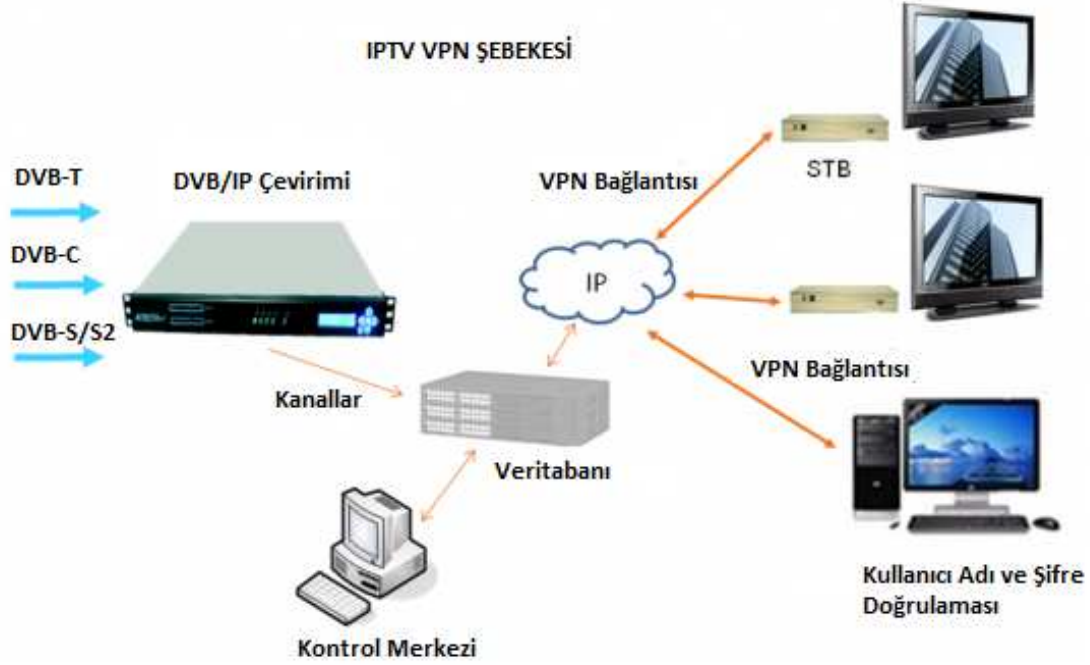 IPTV VPN ŞEBEKESİ
DVB-T
DVB/IP Çevirimi
VPN Bağlantısı
STB
DVB-C
IP
DVB-S/S2
VPN Bağlantısı
Kanallar
Veritabanı
Kullanıcı Adı ve Şifre
Doğrulaması
Kontrol Merkezi